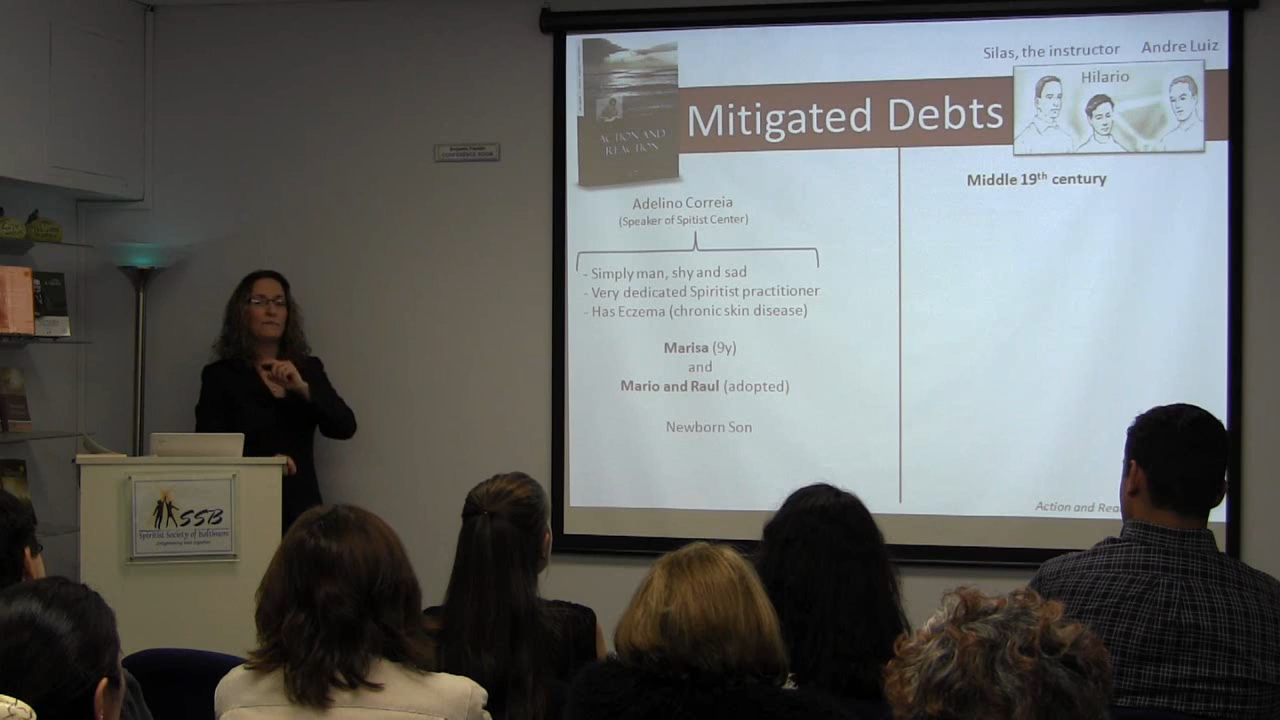 Silas, the instructor Andre Luiz
Hilario
Mitigated Debts
ACTION AND
REACTION
Middle 19th century
Adelino Correia
(Speaker of Spitist Center)
- Simply man, shy and sad
- Very dedicated Spiritist practitioner
- Has Eczema (chronic skin disease)
Marisa (9y)
and
Mario and Raul (adopted)
Newborn Son
Action and Rea
CONFERENCE ROOM
SSB
Spiritist Society of Baltimore